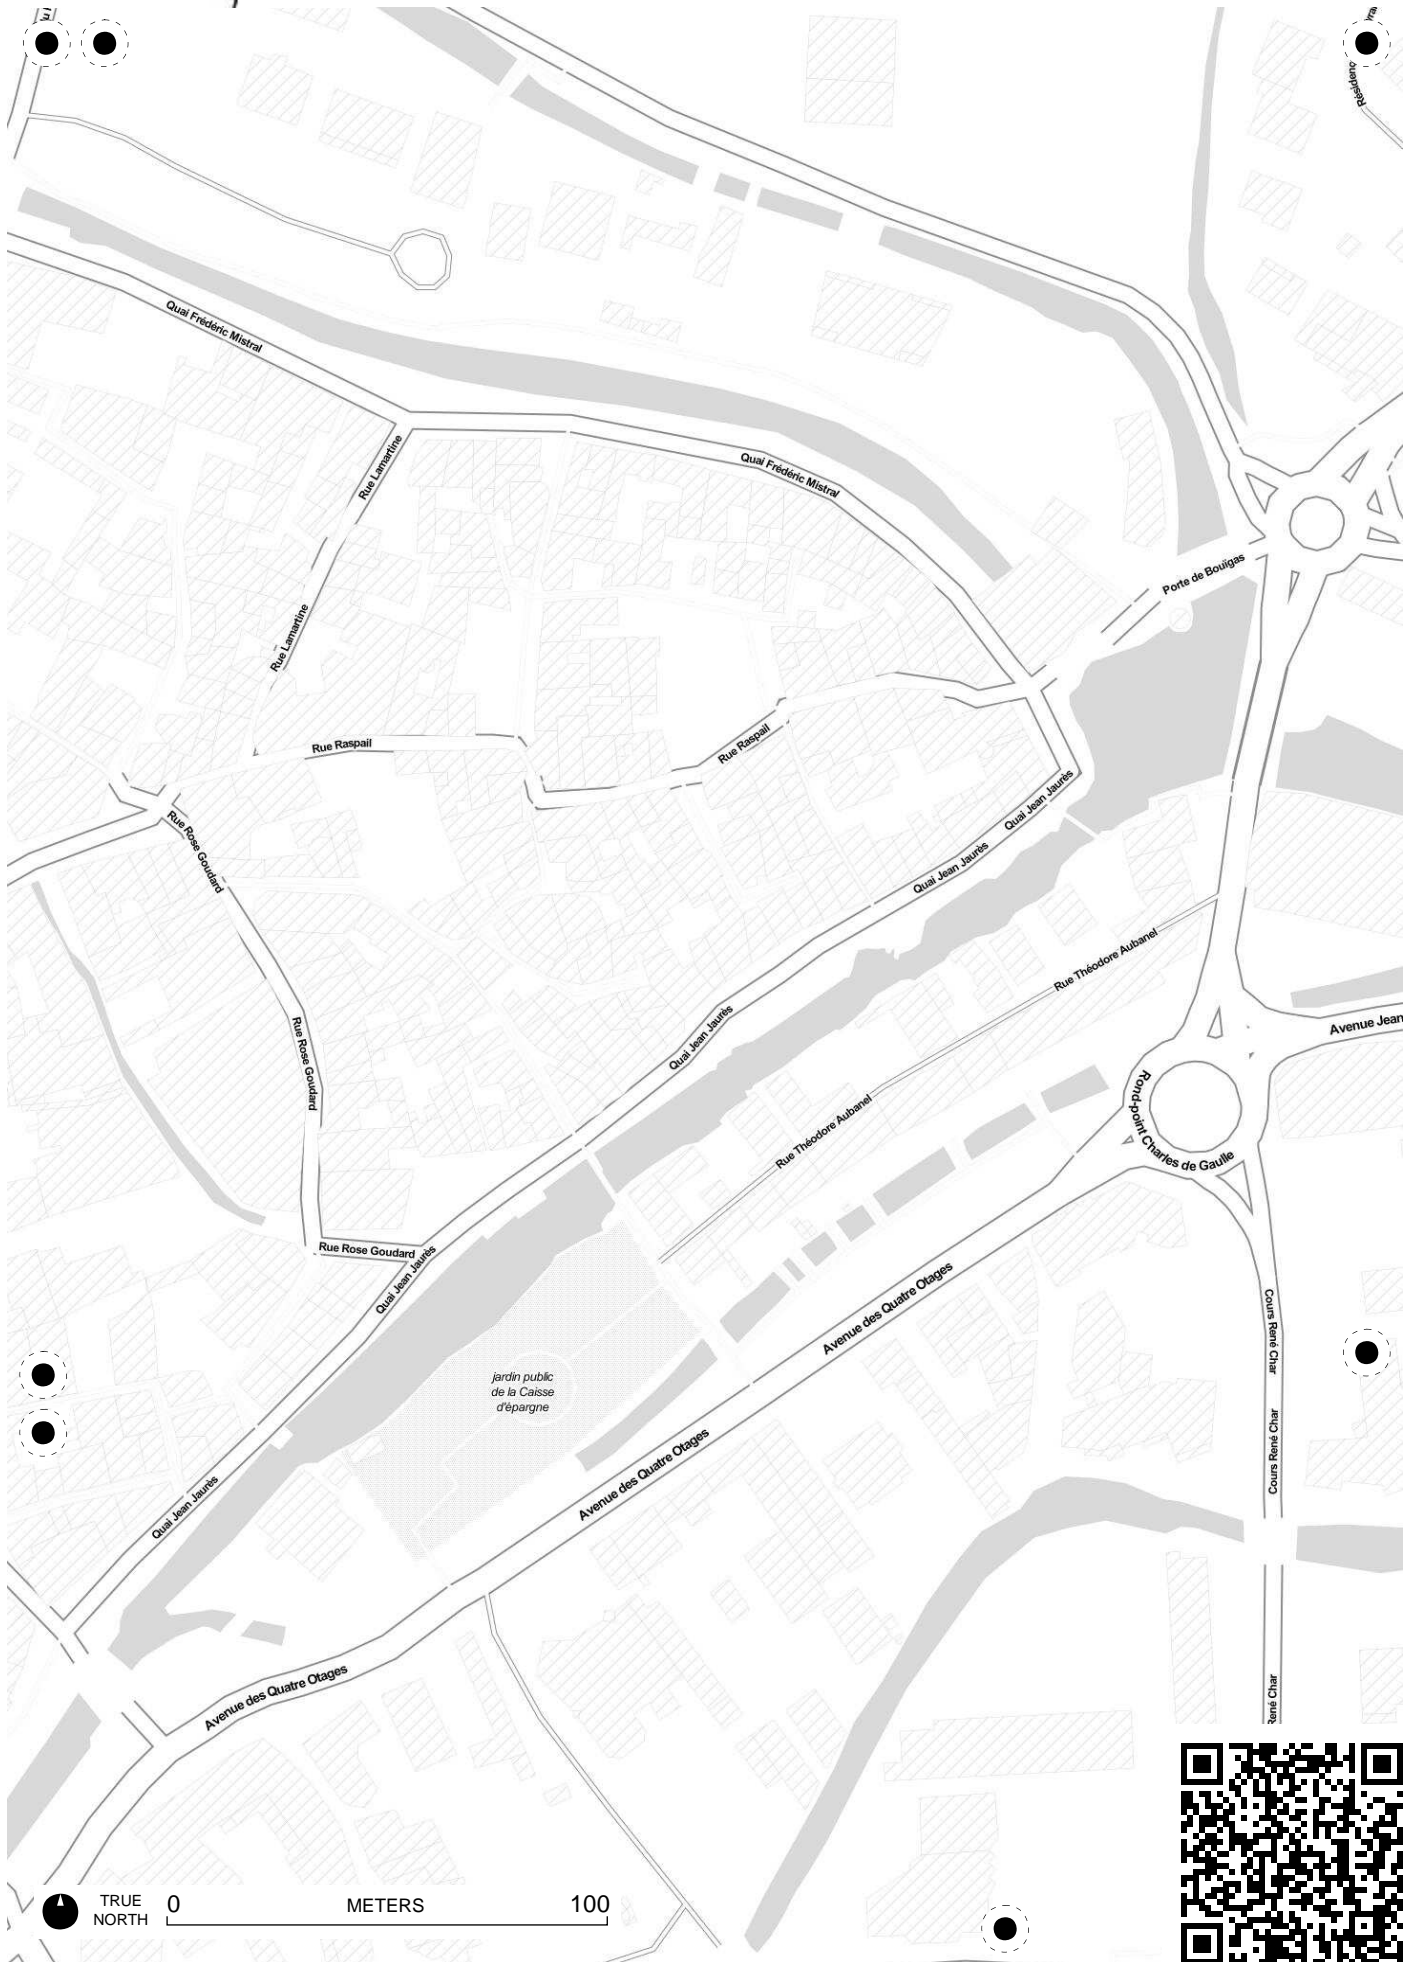 Quai Frédéric Mistral
Rue Lamartine
Quai Frédéric Mistral
Porte de Bouïgas
Rue Lamartine
Rue Raspail
Rue Raspail
Quai Jean Jaurès
Rue Rose Goudard
Quai Jean Jaurès
Rue Théodore Aubanel
Rue Rose Goudard
Quai Jean Jaurès
Avenue Jean
Rond-point Charles de Gaulle
Rue Théodore Aubanel
Rue Rose Goudard
Quai Jean Jaurès
Avenue des Quatre Otages
Cours René Char
jardin public
de la Caisse
d'épargne
Avenue des Quatre Otages
Cours René Char
Quai Jean Jaurès
Avenue des Quatre Otages
René Char
TRUE
NORTH
0 METERS 100